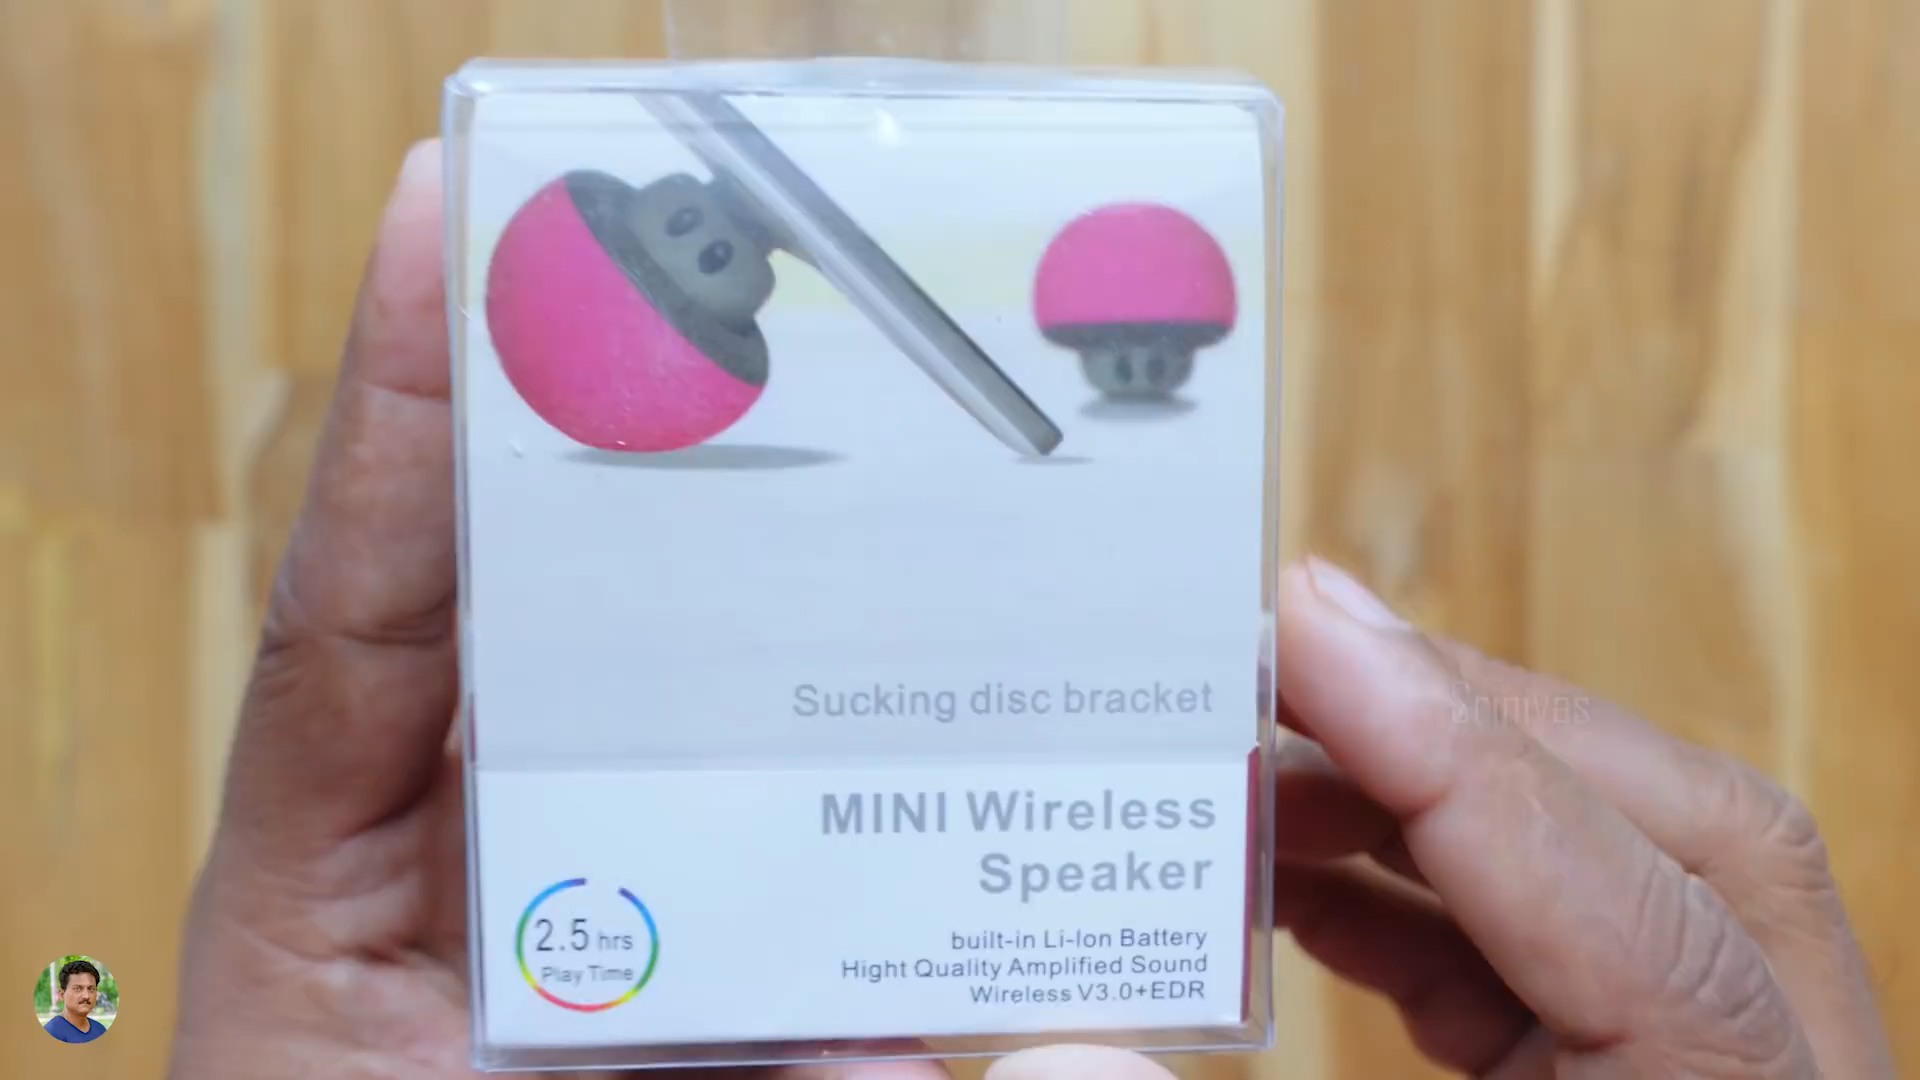 Sucking disc bracket
MINI Wireless
Speaker
2.5 hrs
Play Time
built-in Li-Ion Battery
Hight Quality Amplified Sound
Wireless V3.0+EDR
Srinivas